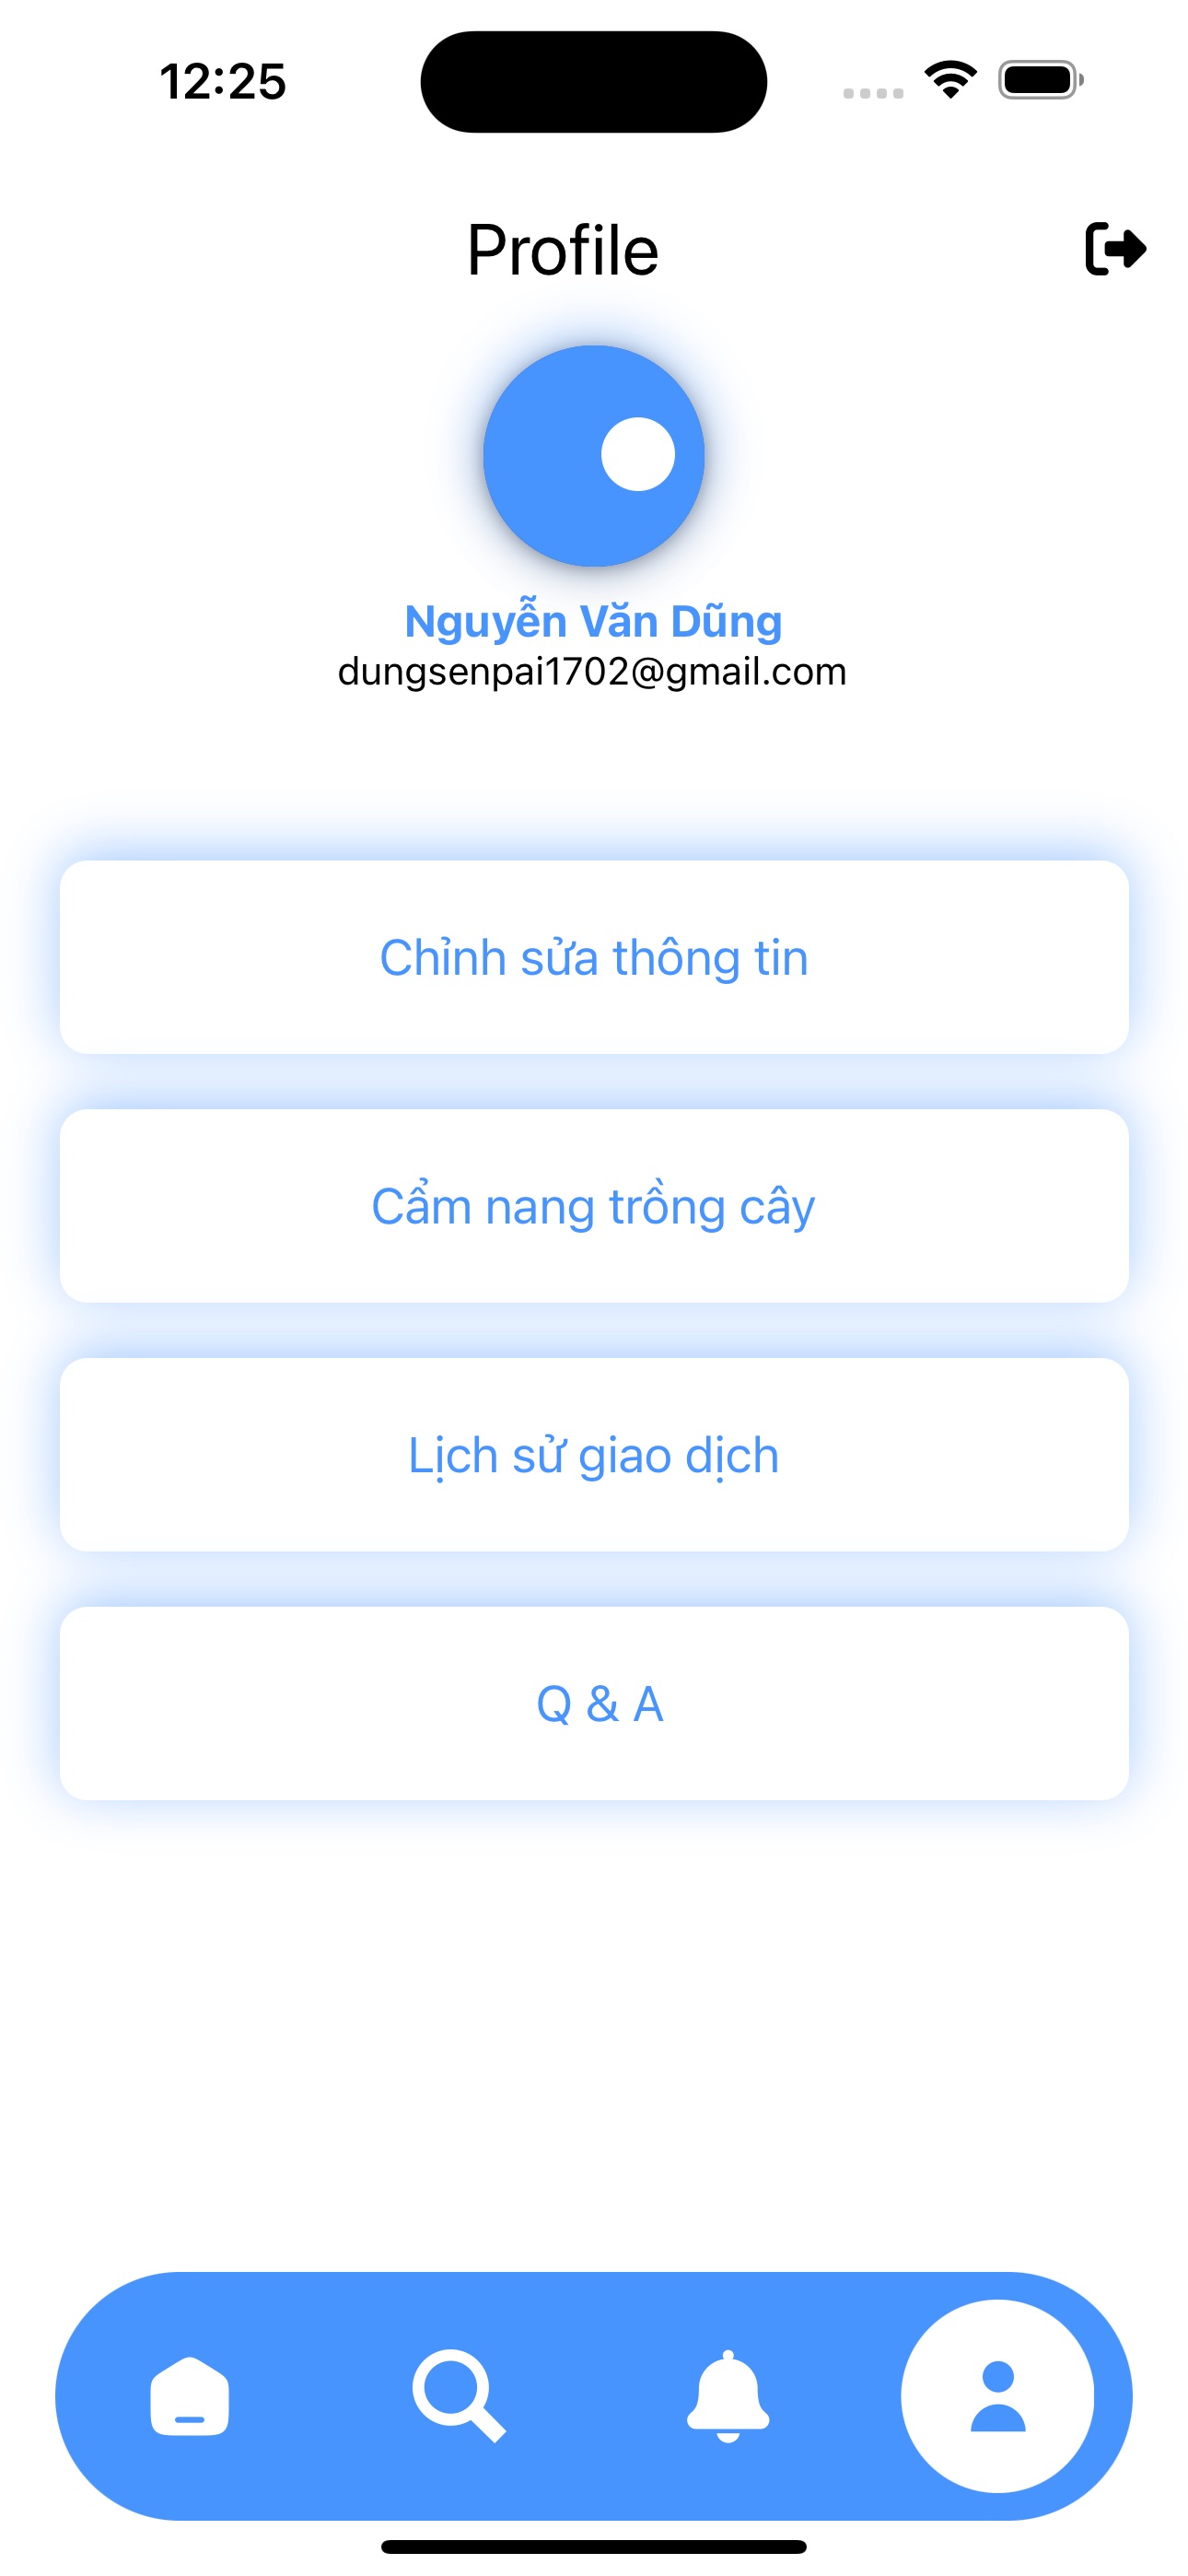 12:25
Profile
Nguyễn Văn Dũng
dungsenpai1702@gmail.com
Chỉnh sửa thông tin
Cẩm nang trồng cây
Lịch sử giao dịch
Q & A